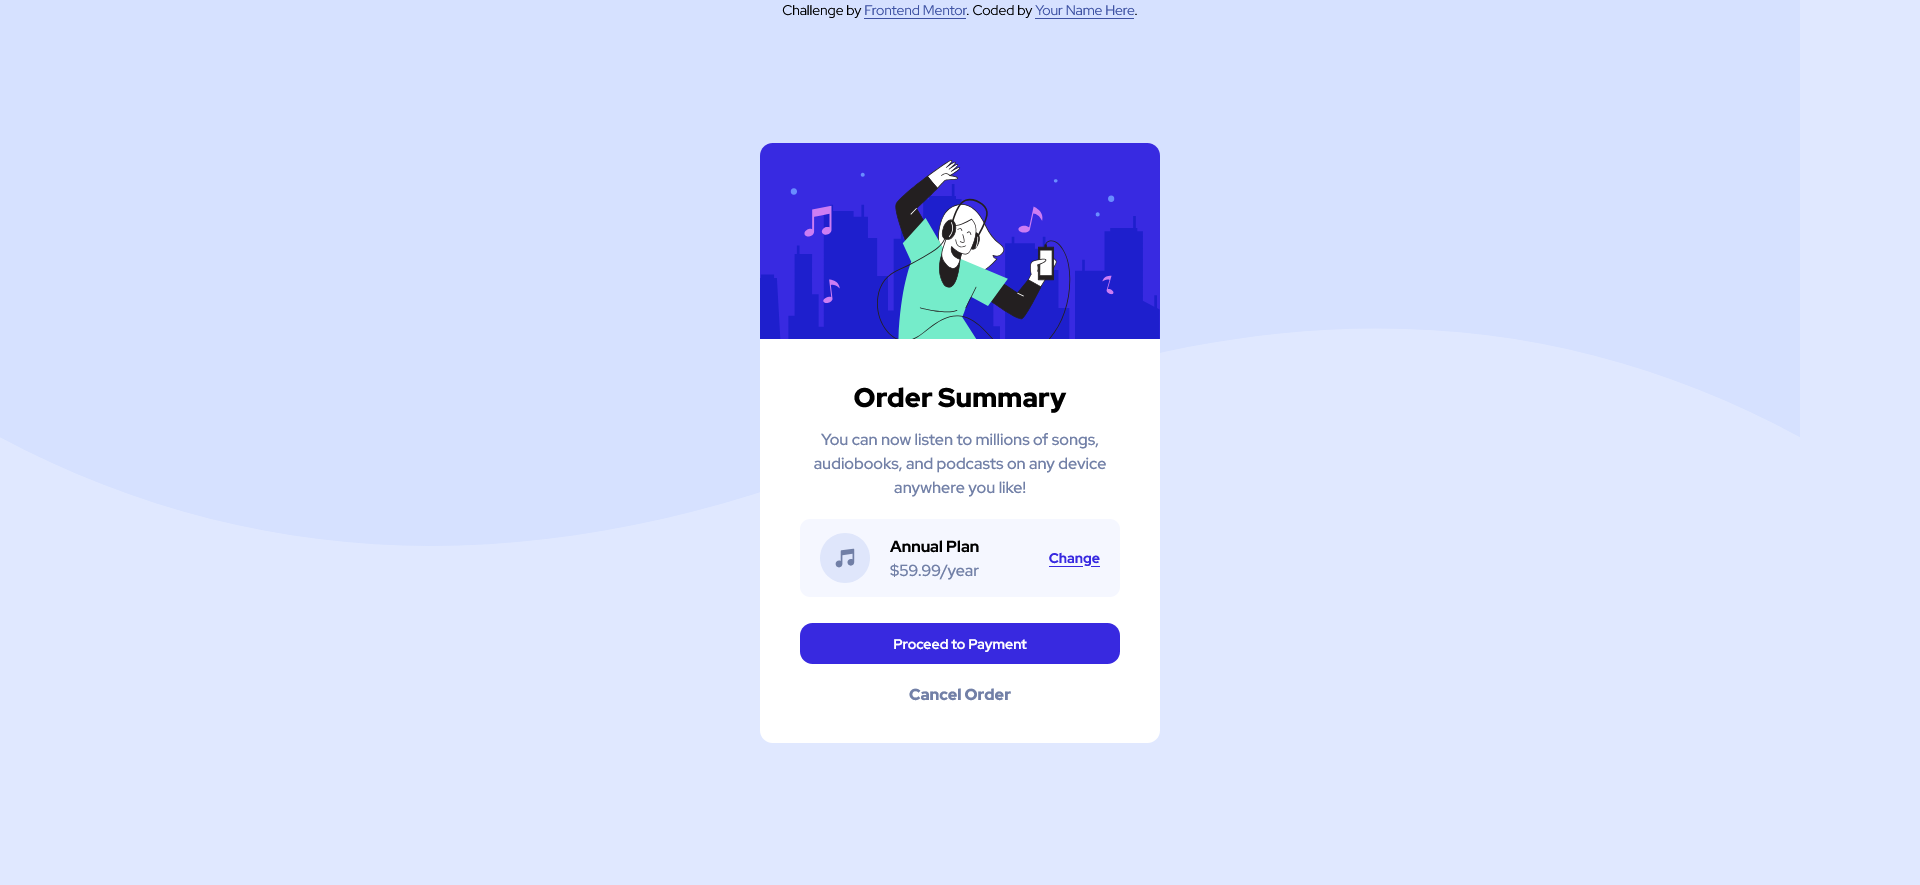 Challenge by Frontend Mentor. Coded by Your Name Here.
Order Summary
You can now listen to millions of songs,
audiobooks, and podcasts on any device
anywhere you like!
Annual Plan
$59.99/year
Change
Proceed to Payment
Cancel Order